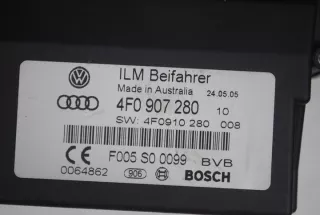 ILM Beifahrer
Made in Australia 24.05.05
4F0 907 280 10
SW: 4F0910 280 008
F005 S0 0099 BVB
0064862 906 BOSCH